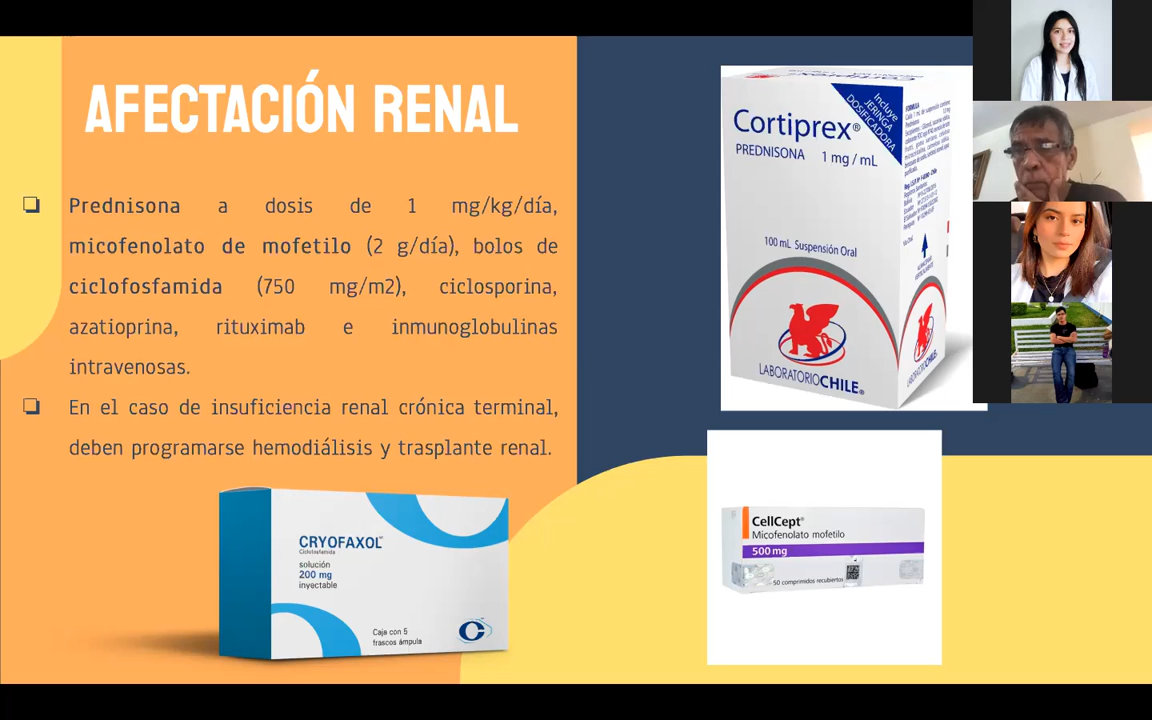 AFECTACIÓN RENAL
Prednisona a dosis de 1 mg/kg/día,
micofenolato de mofetilo (2 g/día), bolos de
ciclofosfamida (750 mg/m2), ciclosporina,
azatioprina, rituximab e inmunoglobulinas
intravenosas.
En el caso de insuficiencia renal crónica terminal,
deben programarse hemodiálisis y trasplante renal.
CRYOFAXOL
Ciclofosfamida
solución
200 mg
inyectable
Caja con 5
frascos ámpula
Cortiprex®
PREDNISONA 1 mg / mL
Incluye
JERINGA
DOSIFICADORA
100 mL Suspensión Oral
LABORATORIOCHILE®
FORMULA
LABORATORIOCHILE
CellCept®
Micofenolato mofetilo
500 mg
50 comprimidos recubiertos